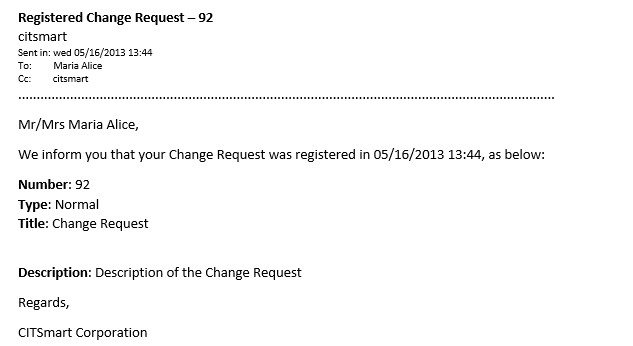 Registered Change Request – 92
citsmart
Sent in: wed 05/16/2013 13:44
To: Maria Alice
Cc: citsmart
Mr/Mrs Maria Alice,
We inform you that your Change Request was registered in 05/16/2013 13:44, as below:
Number: 92
Type: Normal
Title: Change Request
Description: Description of the Change Request
Regards,
CITSmart Corporation